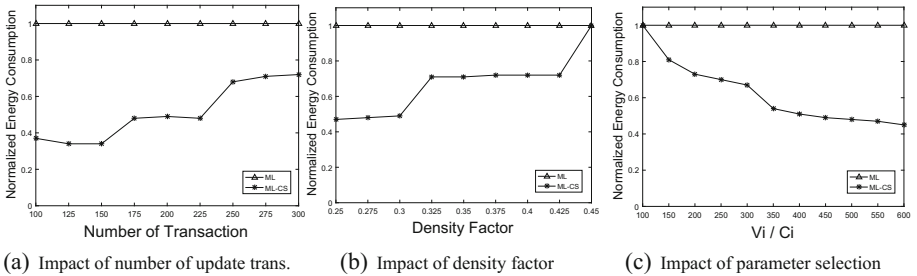 Normalized Energy Consumption
1
0.8
0.6
0.4
0.2
0
100 125 150 175 200 225 250 275 300
Number of Transaction
ML
ML-CS
(a) Impact of number of update trans.
Normalized Energy Consumption
1
0.8
0.6
0.4
0.2
0
0.25 0.275 0.3 0.325 0.35 0.375 0.4 0.425 0.45
Density Factor
ML
ML-CS
(b) Impact of density factor
Normalized Energy Consumption
1
0.8
0.6
0.4
0.2
0
100 150 200 250 300 350 400 450 500 550 600
Vi / Ci
ML
ML-CS
(c) Impact of parameter selection